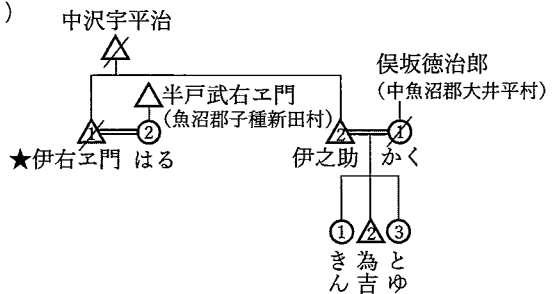 )
中沢宇平治
俣坂徳治郎
(中魚沼郡大井平村)
半戸武右ヱ門
(魚沼郡子種新田村)
1
2
2
1
★伊右ヱ門
はる
伊之助
かく
1
2
3
きん
為吉
とゆ